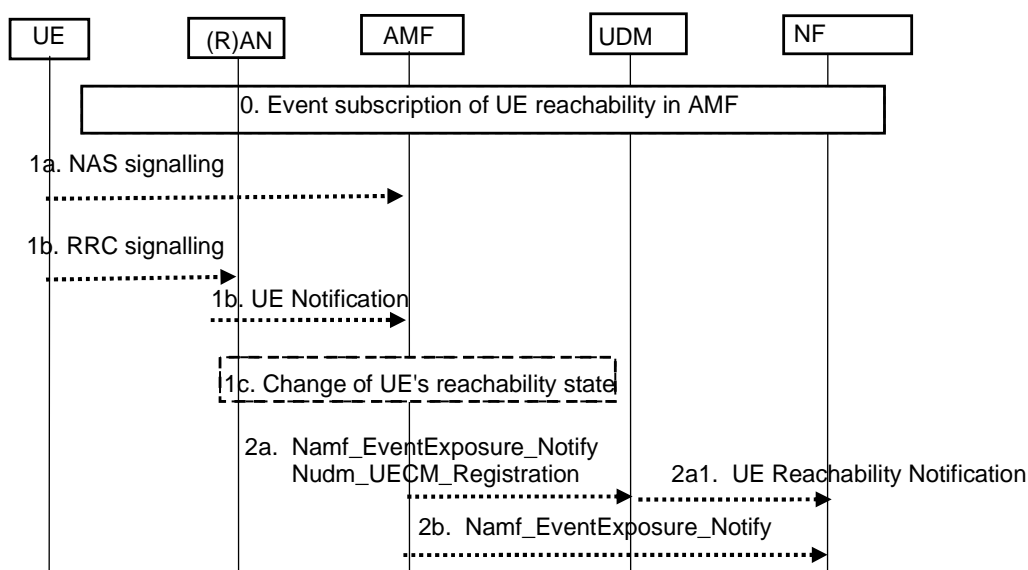 UE
(R)AN
AMF
UDM
NF
0. Event subscription of UE reachability in AMF
1a. NAS signalling
1b. RRC signalling
1b. UE Notification
1c. Change of UE's reachability state
2a. Namf_EventExposure_Notify
Nudm_UECM_Registration
2a1. UE Reachability Notification
2b. Namf_EventExposure_Notify